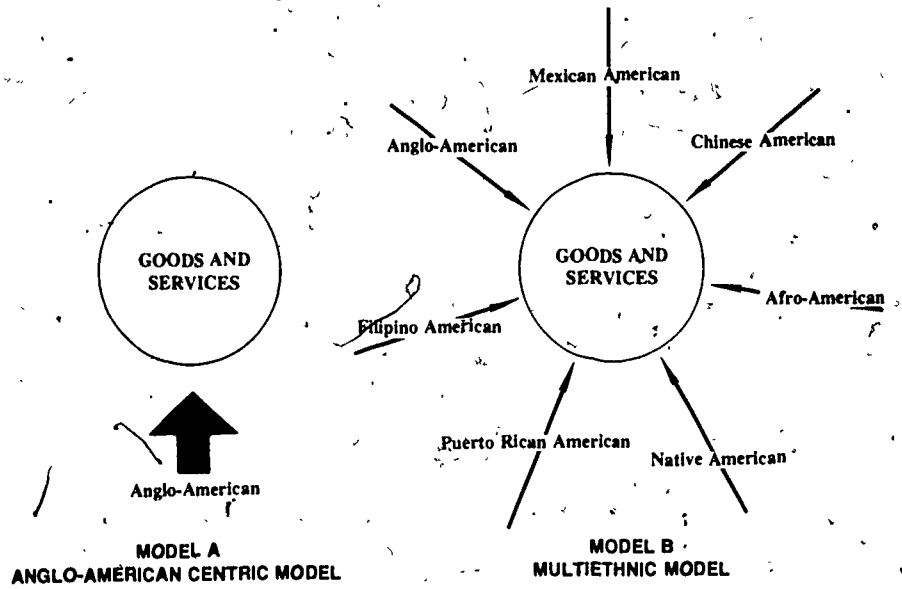 GOODS AND
SERVICES
Anglo-American
MODEL A
ANGLO-AMERICAN CENTRIC MODEL
Mexican American
Anglo-American
Chinese American
GOODS AND
SERVICES
Afro-American
Filipino American
Puerto Rican American
Native American
MODEL B
MULTIETHNIC MODEL